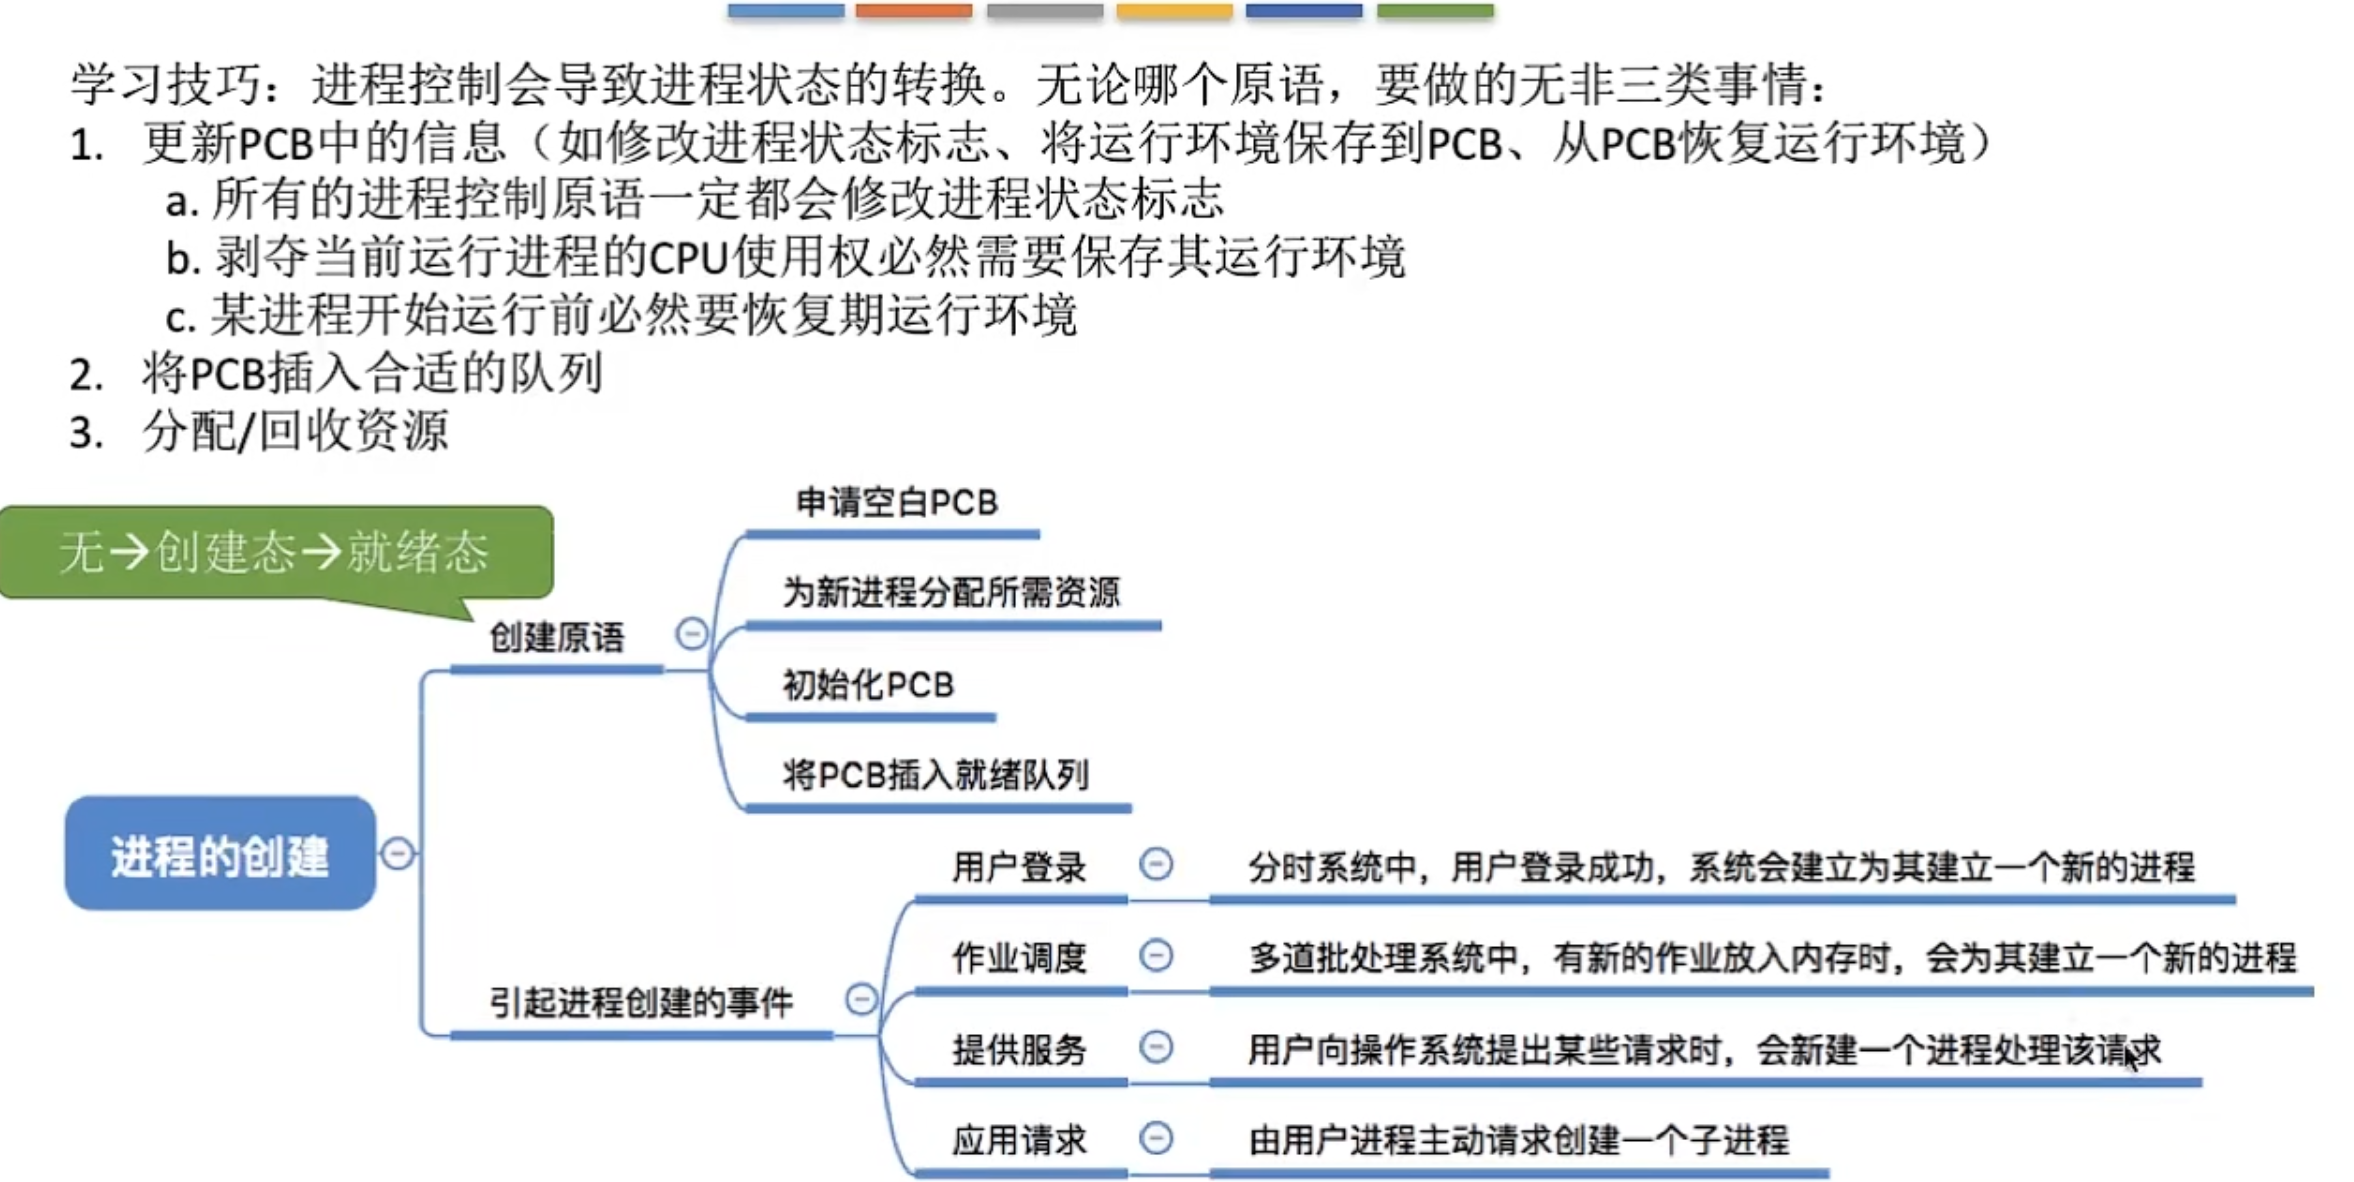 学习技巧：进程控制会导致进程状态的转换。无论哪个原语，要做的无非三类事情：
1. 更新PCB中的信息（如修改进程状态标志、将运行环境保存到PCB、从PCB恢复运行环境）
a. 所有的进程控制原语一定都会修改进程状态标志
b. 剥夺当前运行进程的CPU使用权必然需要保存其运行环境
c. 某进程开始运行前必然要恢复期运行环境
2. 将PCB插入合适的队列
3. 分配/回收资源
无→创建态→就绪态
进程的创建
创建原语
申请空白PCB
为新进程分配所需资源
初始化PCB
将PCB插入就绪队列
引起进程创建的事件
用户登录
分时系统中，用户登录成功，系统会建立为其建立一个新的进程
作业调度
多道批处理系统中，有新的作业放入内存时，会为其建立一个新的进程
提供服务
用户向操作系统提出某些请求时，会新建一个进程处理该请求
应用请求
由用户进程主动请求创建一个子进程